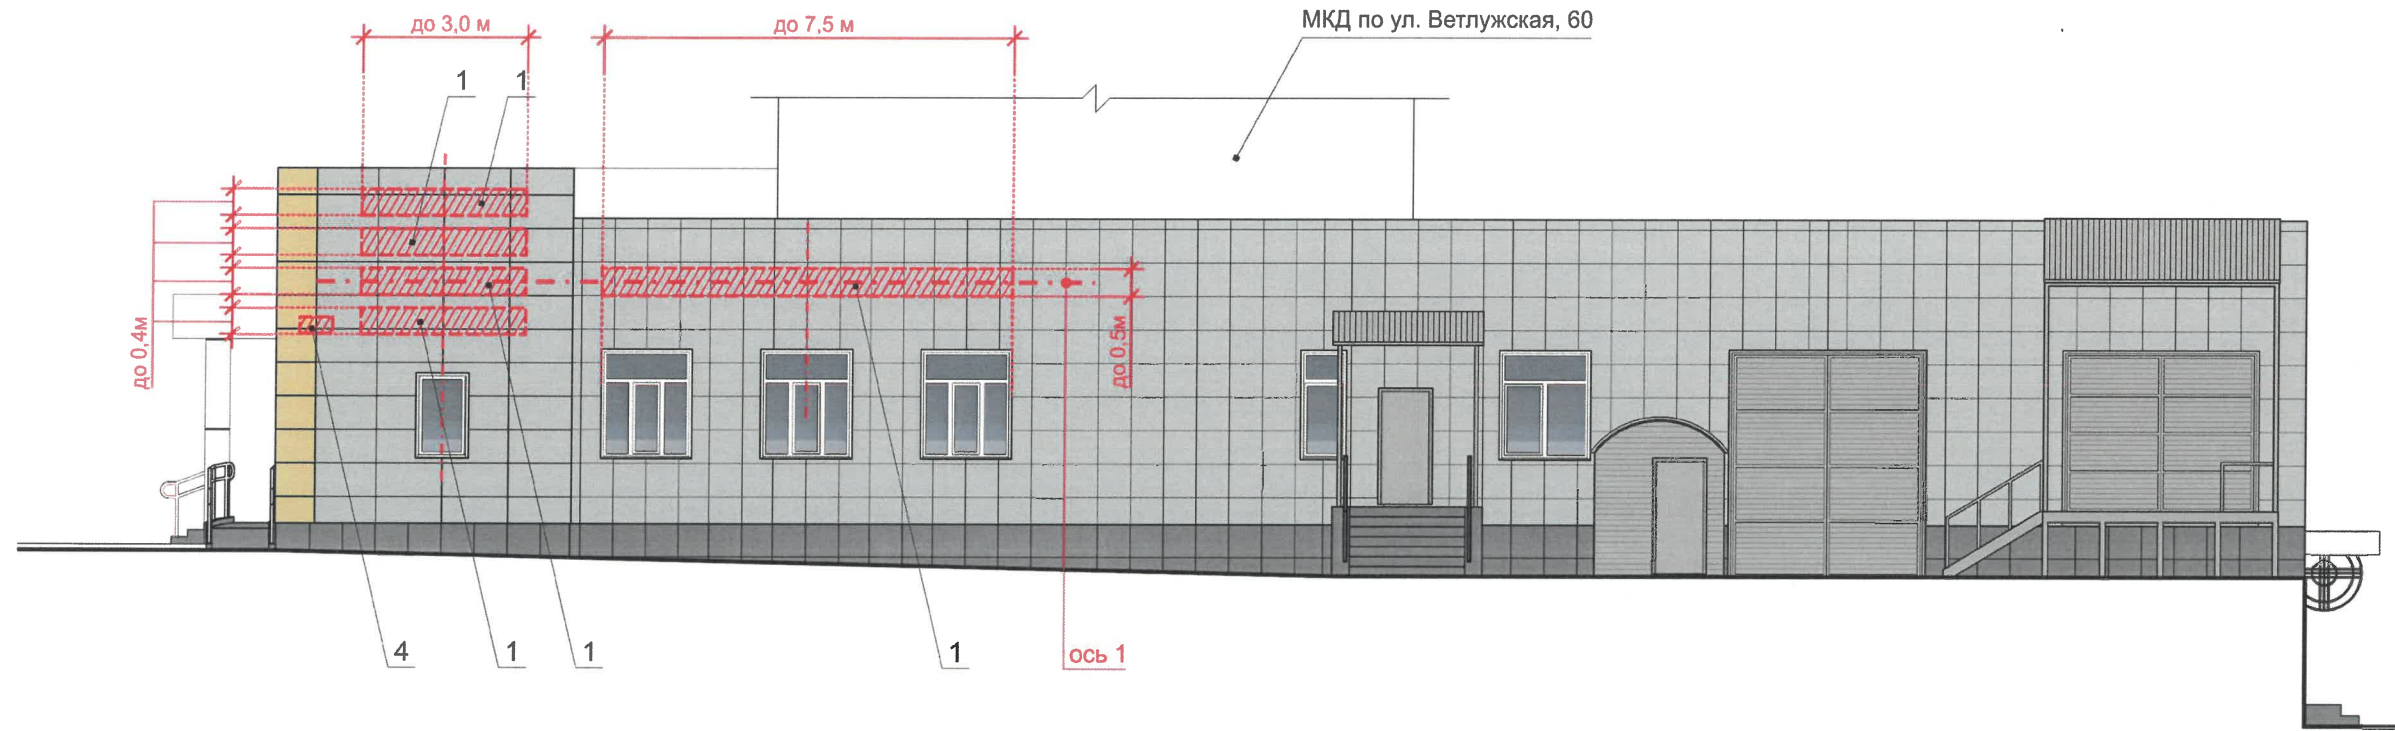 до 3,0 м
до 7,5 м
МКД по ул. Ветлужская, 60
1
1
до 0,4м
до 0,5м
4
1
1
1
ось 1